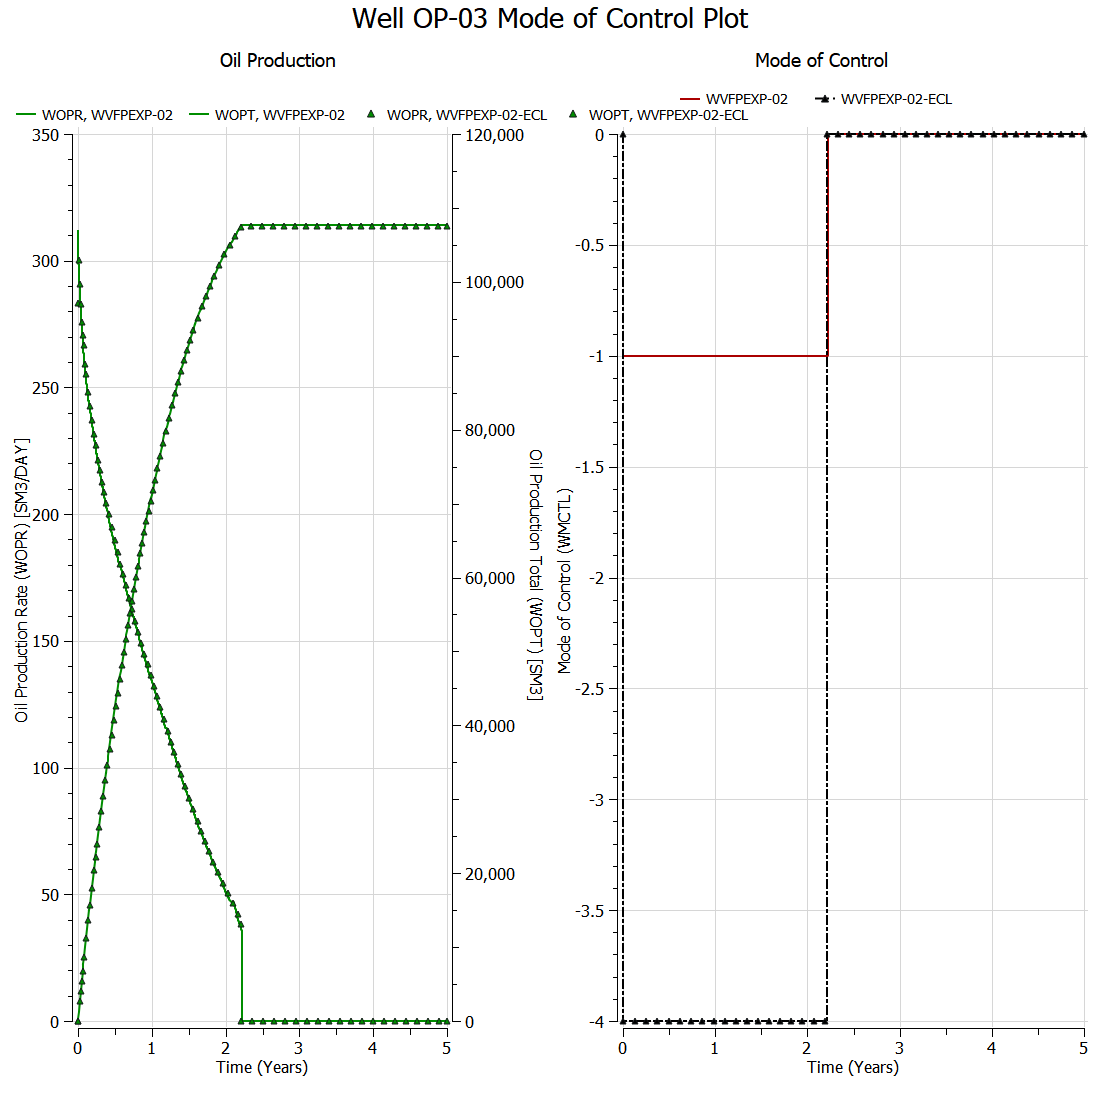 Well OP-03 Mode of Control Plot
Oil Production
WOPR, WVFPEXP-02
WOPT, WVFPEXP-02
WOPR, WVFPEXP-02-ECL
WOPT, WVFPEXP-02-ECL
350
300
250
200
150
100
50
0
Oil Production Rate (WOPR) [SM3/DAY]
120,000
100,000
80,000
60,000
40,000
20,000
0
Oil Production Total (WOPT) [SM3]
0 1 2 3 4 5
Time (Years)
Mode of Control
WVFPEXP-02
WVFPEXP-02-ECL
0
-0.5
-1
-1.5
-2
-2.5
-3
-3.5
-4
Mode of Control (WMCTL)
0 1 2 3 4 5
Time (Years)